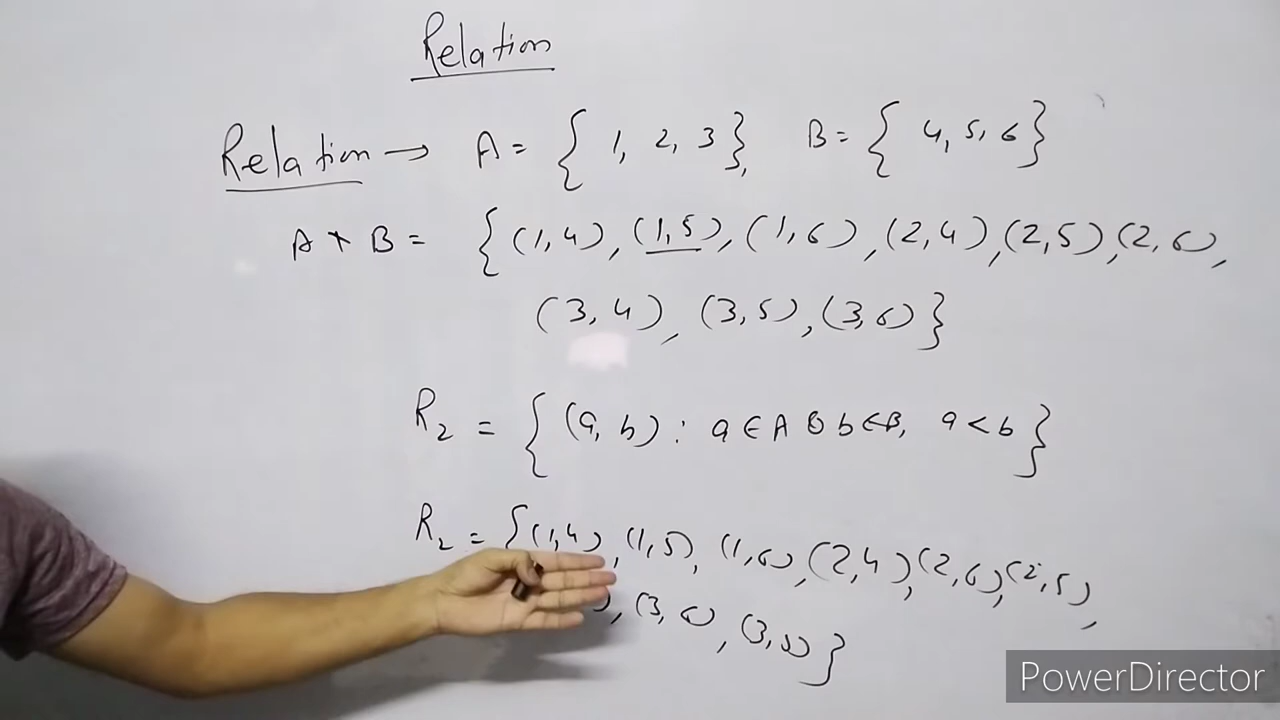 Relation
Relation → A = { 1, 2, 3 }, B = { 4, 5, 6 }
A × B = { (1,4), (1,5), (1,6), (2,4), (2,5), (2,6),
(3,4), (3,5), (3,6) }
R₂ = { (a, b) : a ∈ A & b ∈ B, a < b }
R₂ = { (1,4), (1,5), (1,6), (2,4), (2,6), (2,5),
), (3,6), (3,5) }
PowerDirector